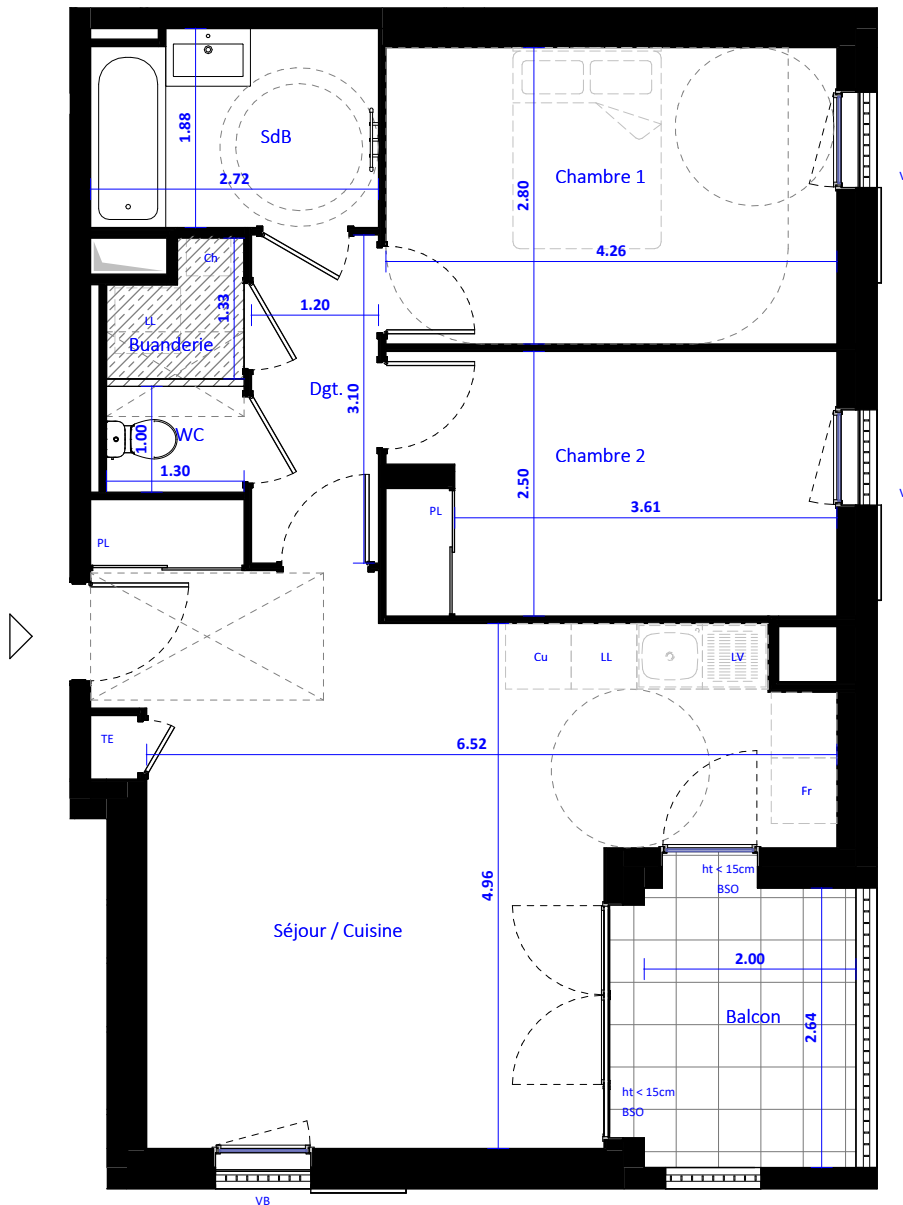 SdB
1.88
2.72
Chambre 1
2.80
4.26
V
Ch
1.33
LL
Buanderie
1.20
Dgt.
3.10
WC
1.00
1.30
Chambre 2
2.50
3.61
V
PL
PL
Cu
LL
LV
TE
6.52
Fr
ht < 15cm
BSO
4.96
Séjour / Cuisine
2.00
Balcon
2.64
ht < 15cm
BSO
VB